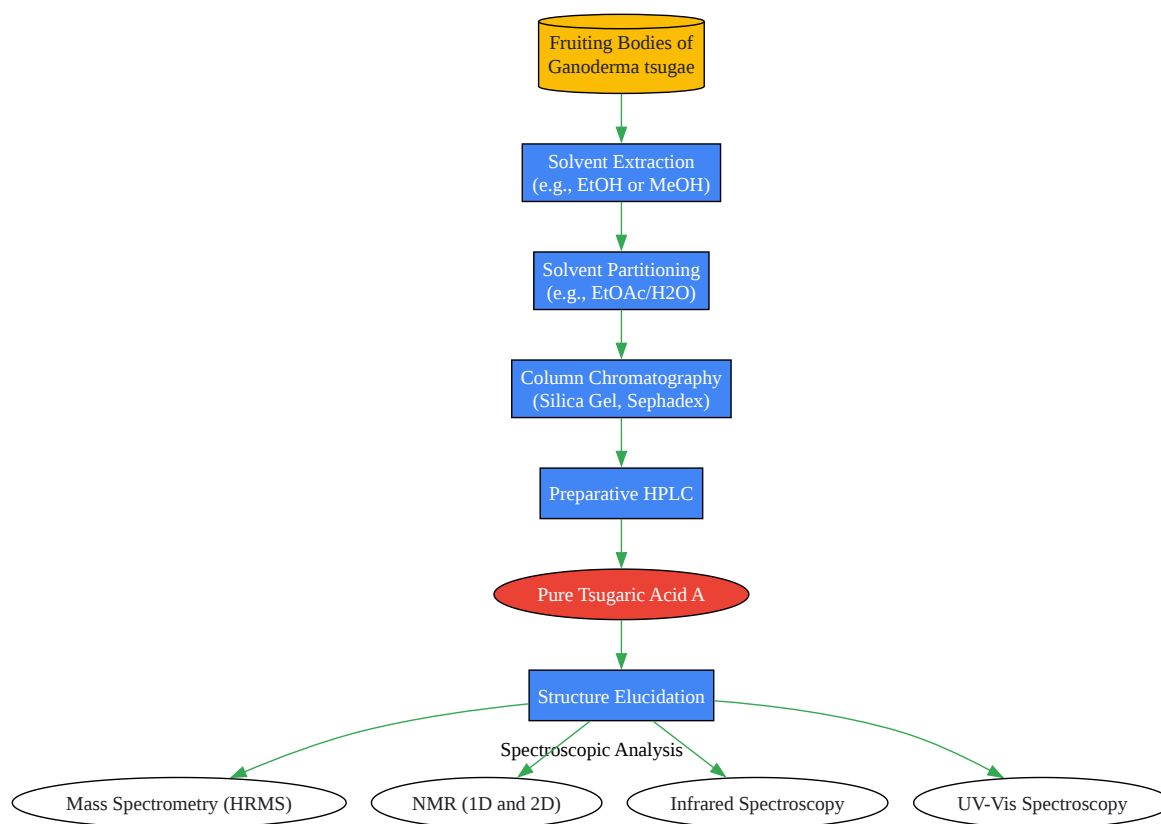 Fruiting Bodies of
Ganoderma tsugae
Solvent Extraction
(e.g., EtOH or MeOH)
Solvent Partitioning
(e.g., EtOAc/H2O)
Column Chromatography
(Silica Gel, Sephadex)
Preparative HPLC
Pure Tsugaric Acid A
Structure Elucidation
Spectroscopic Analysis
Mass Spectrometry (HRMS)
NMR (1D and 2D)
Infrared Spectroscopy
UV-Vis Spectroscopy